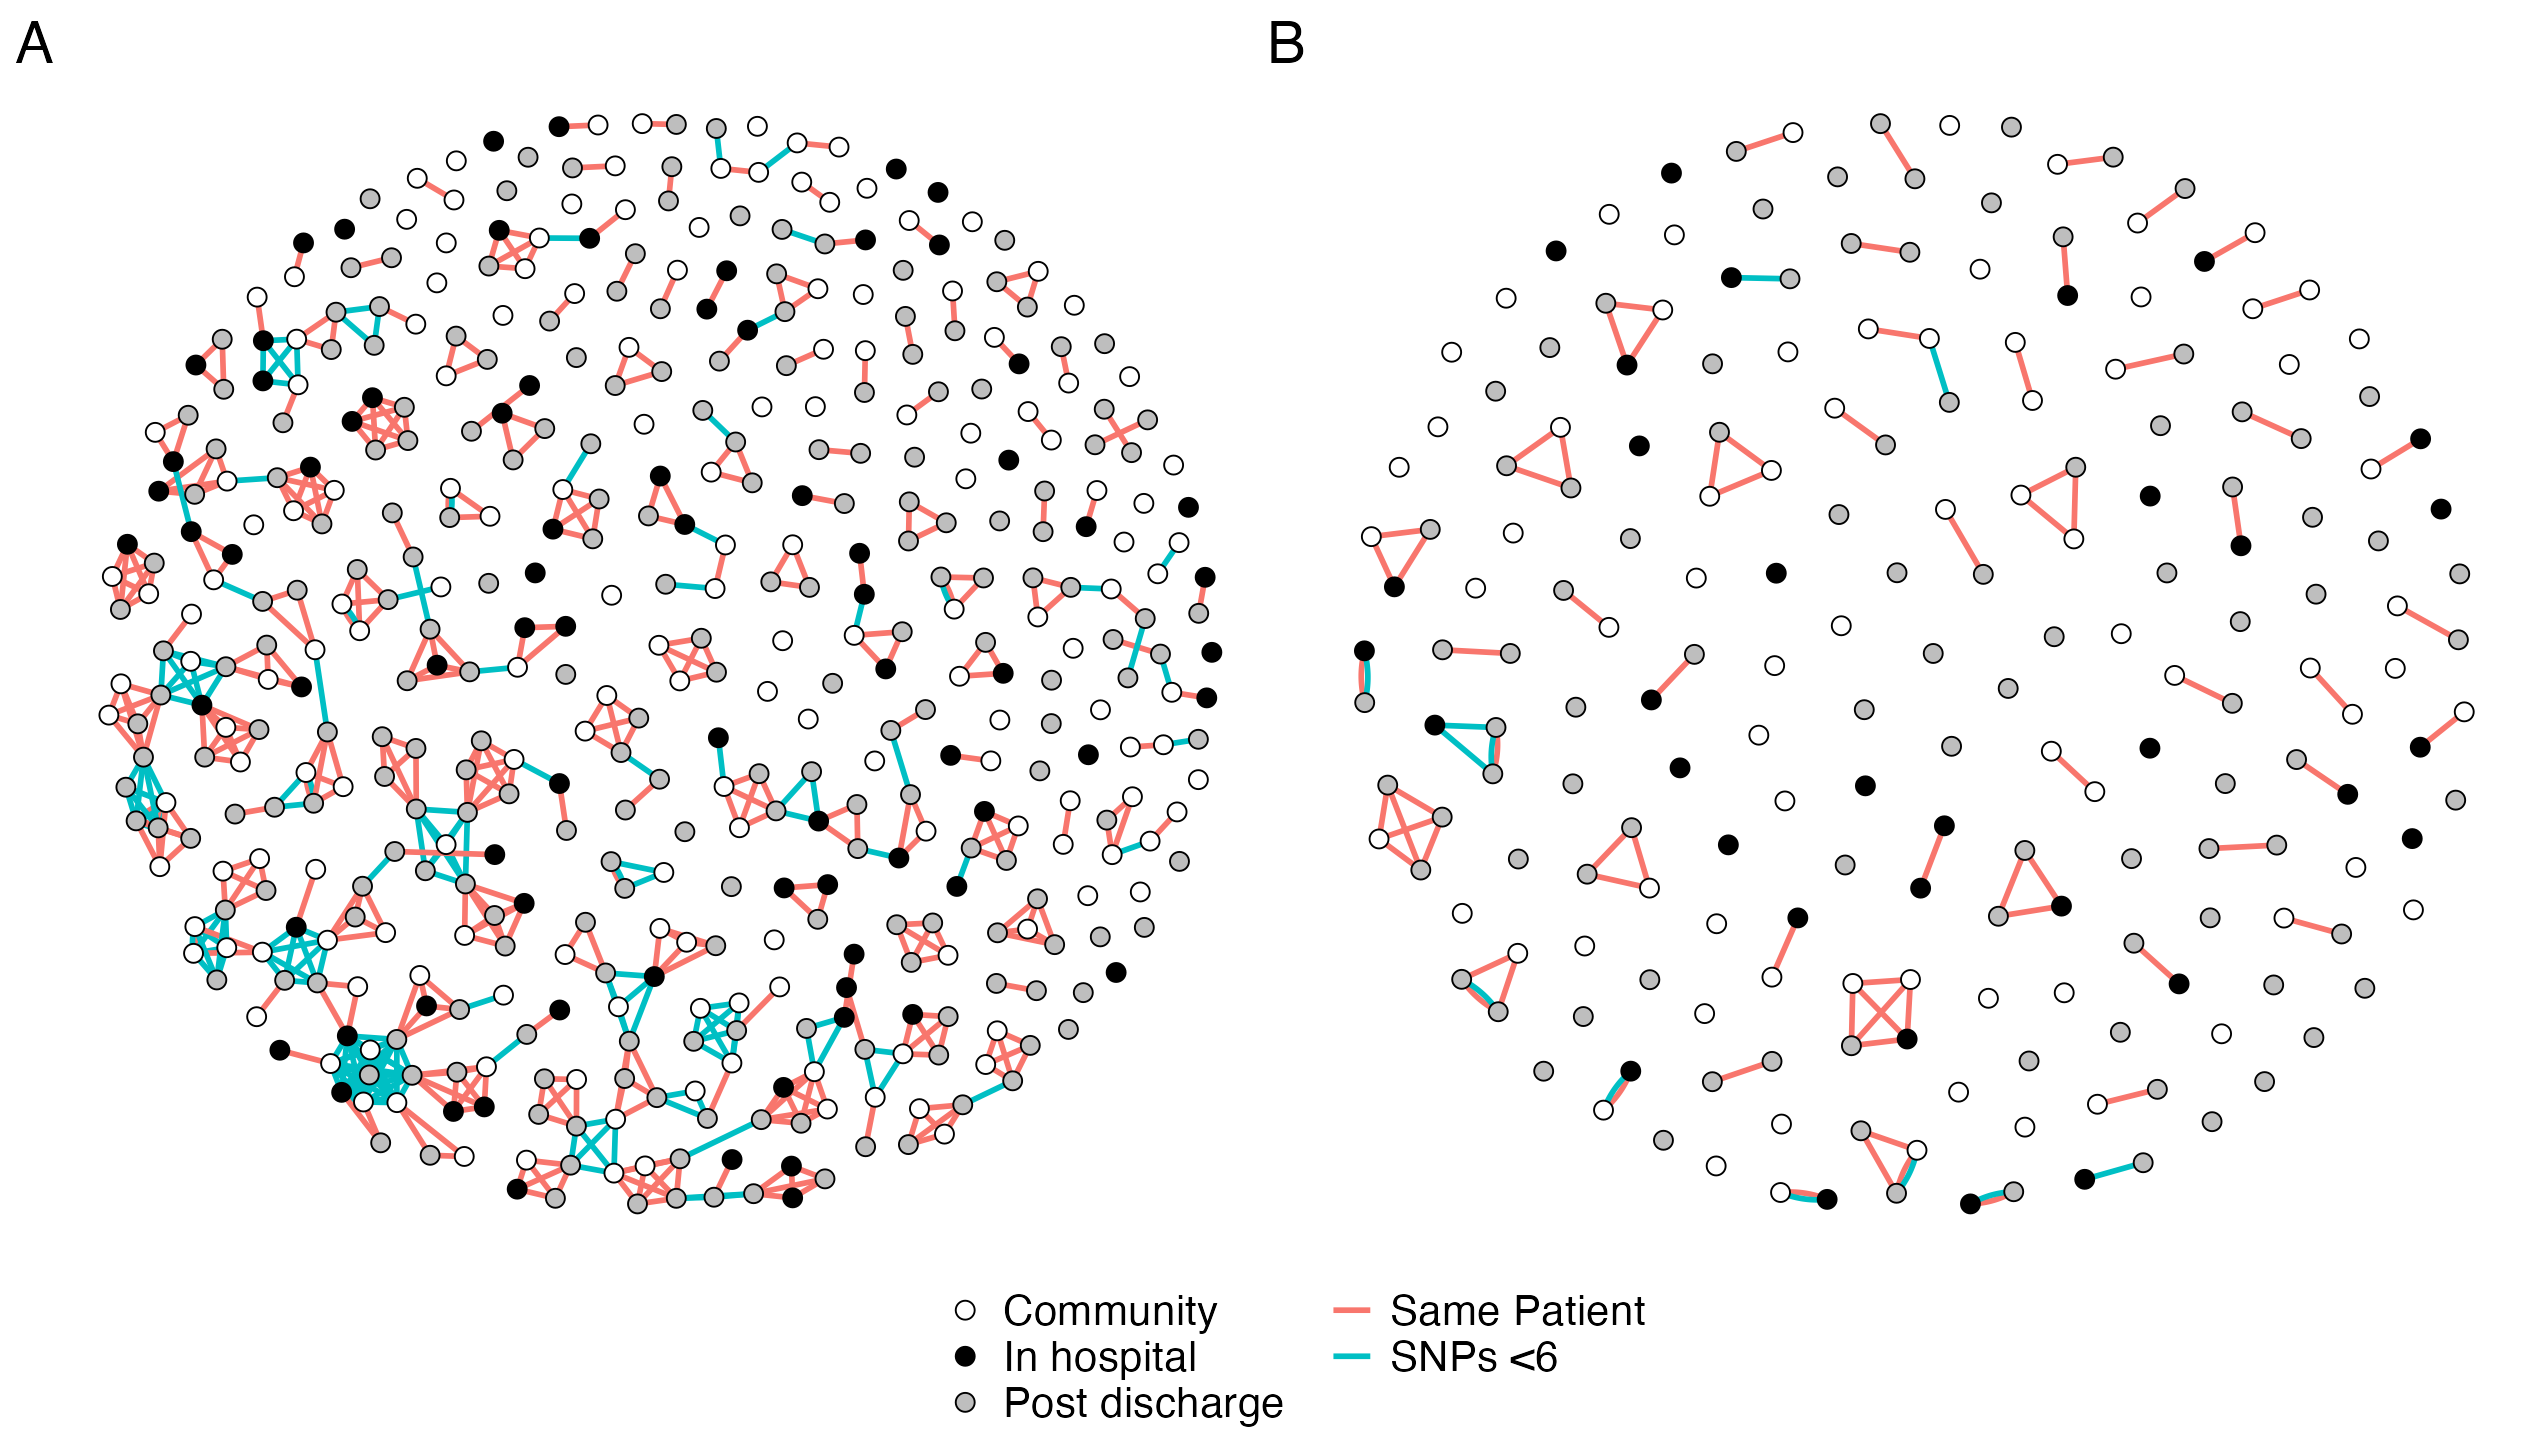 A
B
Community
Same Patient
In hospital
SNPs <6
Post discharge